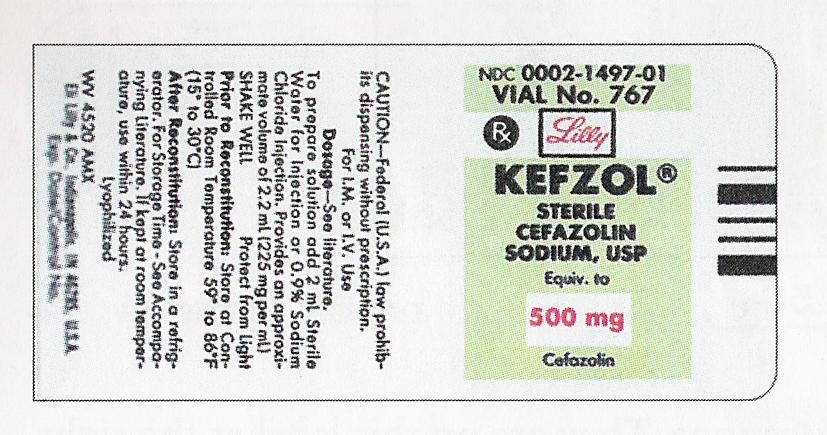 NDC 0002-1497-01
VIAL No. 767
Rx Lilly
KEFZOL®
STERILE
CEFAZOLIN
SODIUM, USP
Equiv. to
500 mg
Cefazolin
CAUTION—Federal (U.S.A.) law prohib-
its dispensing without prescription.
For I.M. or I.V. Use
Dosage—See literature.
To prepare solution add 2 mL Sterile
Water for Injection or 0.9% Sodium
Chloride Injection. Provides an approxi-
mate volume of 2.2 mL (225 mg per mL)
SHAKE WELL Protect from Light
Prior to Reconstitution: Store at Con-
trolled Room Temperature 59° to 86°F
(15° to 30°C)
After Reconstitution: Store in a refrig-
erator. For Storage Time - See Accompa-
nying Literature. If kept at room temper-
ature, use within 24 hours.
Lyophilized
WV 4520 AMX
Eli Lilly & Co., Indianapolis, IN 46285, U.S.A.
Exp. Date/Control No.